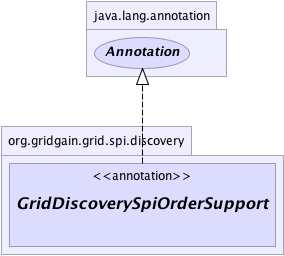 java.lang.annotation
Annotation
org.gridgain.grid.spi.discovery
<<annotation>>
GridDiscoverySpiOrderSupport